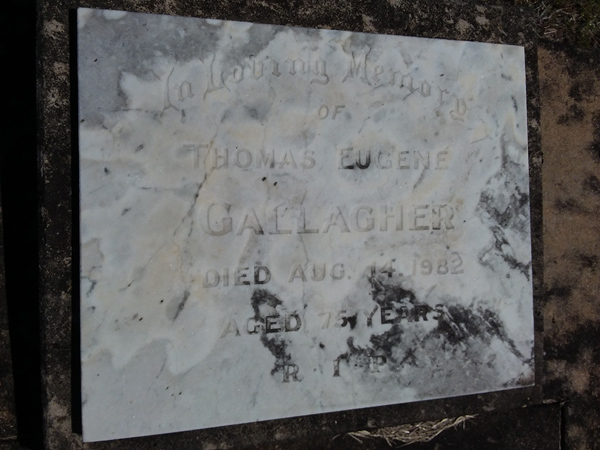 In Loving Memory
OF
THOMAS EUGENE
GALLAGHER
DIED AUG. 14. 1982
AGED 75 YEARS
R I P